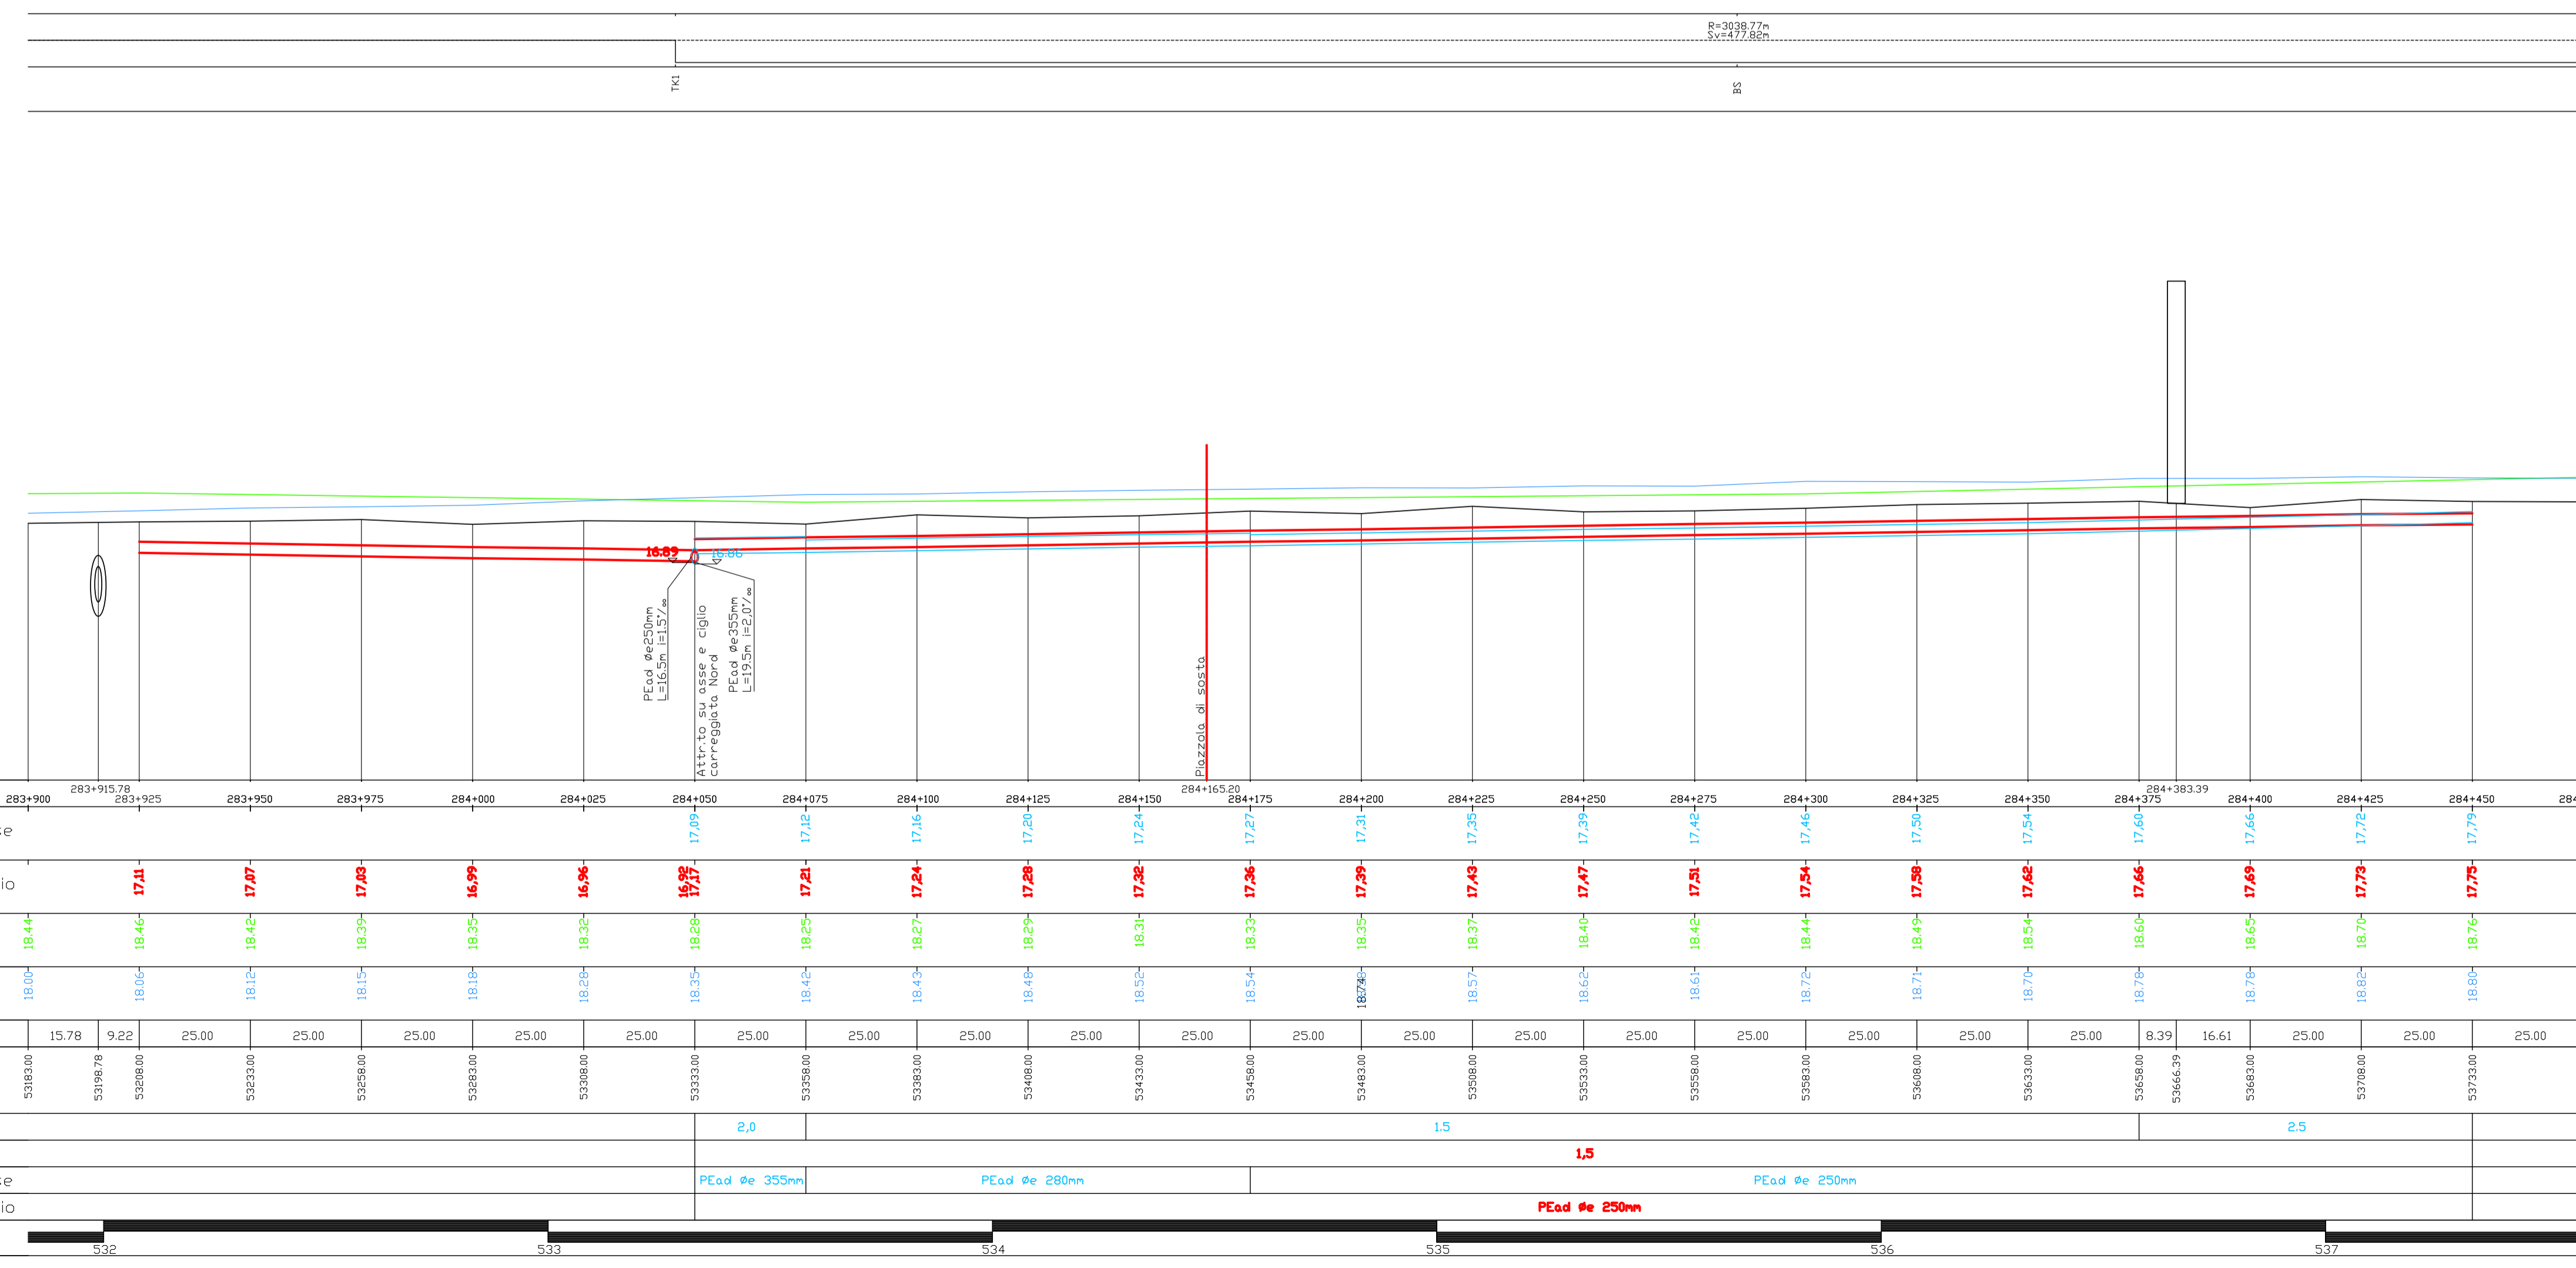 R=3038.77m
Sv=477.82m
TK1
BS
16.89
16.86
PEad Øe250mm
L=16.5m i=1.5°/∞
Attr.to su asse e ciglio
carreggiata Nord
PEad Øe355mm
L=19.5m i=2,0°/∞
Piazzola di sosta
283+915.78 284+165.20 284+383.39
283+900 283+925 283+950 283+975 284+000 284+025 284+050 284+075 284+100 284+125 284+150 284+175 284+200 284+225 284+250 284+275 284+300 284+325 284+350 284+375 284+400 284+425 284+450 284
17,09 17,12 17,16 17,20 17,24 17,27 17,31 17,35 17,39 17,42 17,46 17,50 17,54 17,60 17,66 17,72 17,79
io 17,11 17,07 17,03 16,99 16,96 16,92 17,17 17,21 17,24 17,28 17,32 17,36 17,39 17,43 17,47 17,51 17,54 17,58 17,62 17,66 17,69 17,73 17,75
18.44 18.46 18.42 18.39 18.35 18.32 18.28 18.25 18.27 18.29 18.31 18.33 18.35 18.37 18.40 18.42 18.44 18.49 18.54 18.60 18.65 18.70 18.76
18.00 18.06 18.12 18.15 18.18 18.28 18.35 18.42 18.43 18.48 18.52 18.54 18.57 18.62 18.61 18.72 18.71 18.70 18.78 18.78 18.82 18.80
15.78 9.22 25.00 25.00 25.00 25.00 25.00 25.00 25.00 25.00 25.00 25.00 25.00 25.00 25.00 25.00 25.00 25.00 25.00 25.00 8.39 16.61 25.00 25.00 25.00
53183.00 53198.78 53208.00 53233.00 53258.00 53283.00 53308.00 53333.00 53358.00 53383.00 53408.00 53433.00 53458.00 53483.00 53508.00 53533.00 53558.00 53583.00 53608.00 53633.00 53658.00 53666.39 53683.00 53708.00 53733.00
2,0 1.5 2.5
1,5
PEad Øe 355mm PEad Øe 280mm PEad Øe 250mm
io PEad Øe 250mm
532 533 534 535 536 537